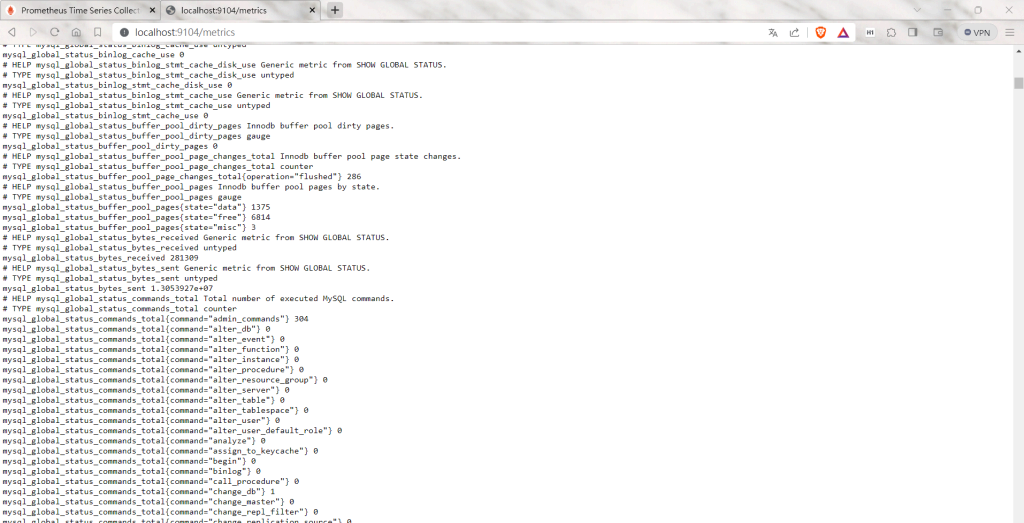 Prometheus Time Series Collect
localhost:9104/metrics
localhost:9104/metrics
VPN
# TYPE mysql_global_status_binlog_cache_use untyped
mysql_global_status_binlog_cache_use 0
# HELP mysql_global_status_binlog_stmt_cache_disk_use Generic metric from SHOW GLOBAL STATUS.
# TYPE mysql_global_status_binlog_stmt_cache_disk_use untyped
mysql_global_status_binlog_stmt_cache_disk_use 0
# HELP mysql_global_status_binlog_stmt_cache_use Generic metric from SHOW GLOBAL STATUS.
# TYPE mysql_global_status_binlog_stmt_cache_use untyped
mysql_global_status_binlog_stmt_cache_use 0
# HELP mysql_global_status_buffer_pool_dirty_pages Innodb buffer pool dirty pages.
# TYPE mysql_global_status_buffer_pool_dirty_pages gauge
mysql_global_status_buffer_pool_dirty_pages 0
# HELP mysql_global_status_buffer_pool_page_changes_total Innodb buffer pool page state changes.
# TYPE mysql_global_status_buffer_pool_page_changes_total counter
mysql_global_status_buffer_pool_page_changes_total{operation="flushed"} 286
# HELP mysql_global_status_buffer_pool_pages Innodb buffer pool pages by state.
# TYPE mysql_global_status_buffer_pool_pages gauge
mysql_global_status_buffer_pool_pages{state="data"} 1375
mysql_global_status_buffer_pool_pages{state="free"} 6814
mysql_global_status_buffer_pool_pages{state="misc"} 3
# HELP mysql_global_status_bytes_received Generic metric from SHOW GLOBAL STATUS.
# TYPE mysql_global_status_bytes_received untyped
mysql_global_status_bytes_received 281309
# HELP mysql_global_status_bytes_sent Generic metric from SHOW GLOBAL STATUS.
# TYPE mysql_global_status_bytes_sent untyped
mysql_global_status_bytes_sent 1.3053927e+07
# HELP mysql_global_status_commands_total Total number of executed MySQL commands.
# TYPE mysql_global_status_commands_total counter
mysql_global_status_commands_total{command="admin_commands"} 304
mysql_global_status_commands_total{command="alter_db"} 0
mysql_global_status_commands_total{command="alter_event"} 0
mysql_global_status_commands_total{command="alter_function"} 0
mysql_global_status_commands_total{command="alter_instance"} 0
mysql_global_status_commands_total{command="alter_procedure"} 0
mysql_global_status_commands_total{command="alter_resource_group"} 0
mysql_global_status_commands_total{command="alter_server"} 0
mysql_global_status_commands_total{command="alter_table"} 0
mysql_global_status_commands_total{command="alter_tablespace"} 0
mysql_global_status_commands_total{command="alter_user"} 0
mysql_global_status_commands_total{command="alter_user_default_role"} 0
mysql_global_status_commands_total{command="analyze"} 0
mysql_global_status_commands_total{command="assign_to_keycache"} 0
mysql_global_status_commands_total{command="begin"} 0
mysql_global_status_commands_total{command="binlog"} 0
mysql_global_status_commands_total{command="call_procedure"} 0
mysql_global_status_commands_total{command="change_db"} 1
mysql_global_status_commands_total{command="change_master"} 0
mysql_global_status_commands_total{command="change_repl_filter"} 0
mysql_global_status_commands_total{command="change_replication_source"} 0